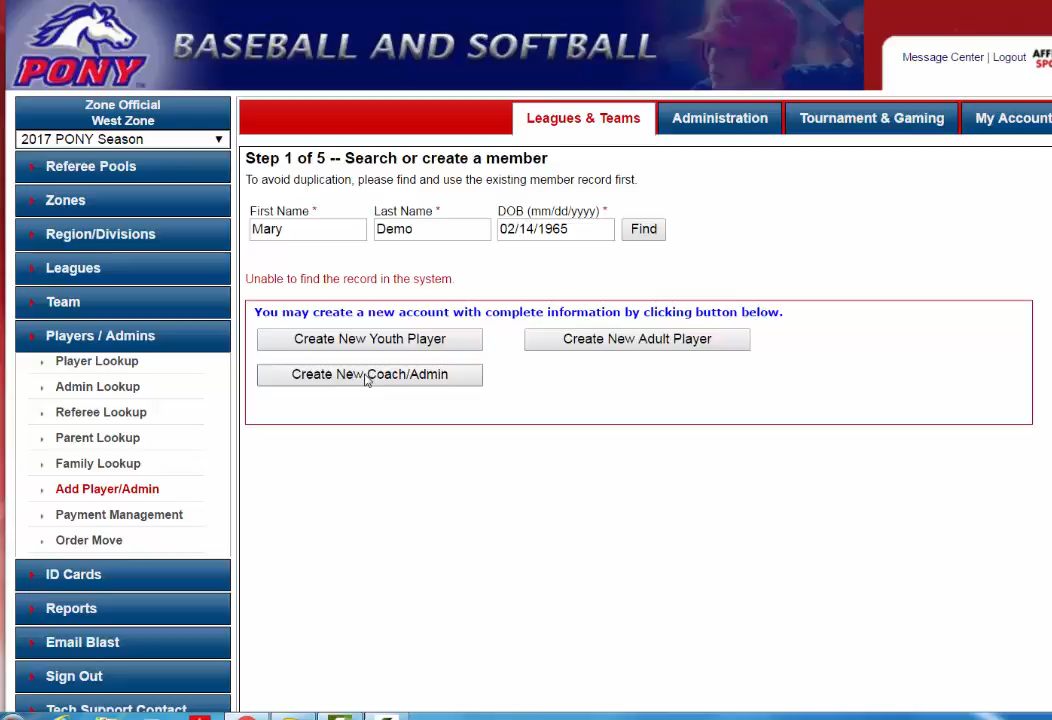 PONY
BASEBALL AND SOFTBALL
Message Center | Logout
Zone Official
West Zone
2017 PONY Season
Referee Pools
Zones
Region/Divisions
Leagues
Team
Players / Admins
Player Lookup
Admin Lookup
Referee Lookup
Parent Lookup
Family Lookup
Add Player/Admin
Payment Management
Order Move
ID Cards
Reports
Email Blast
Sign Out
Tech Support Contact
Leagues & Teams
Administration
Tournament & Gaming
My Account
Step 1 of 5 -- Search or create a member
To avoid duplication, please find and use the existing member record first.
First Name * Last Name * DOB (mm/dd/yyyy) *
Mary Demo 02/14/1965 Find
Unable to find the record in the system.
You may create a new account with complete information by clicking button below.
Create New Youth Player Create New Adult Player
Create New Coach/Admin